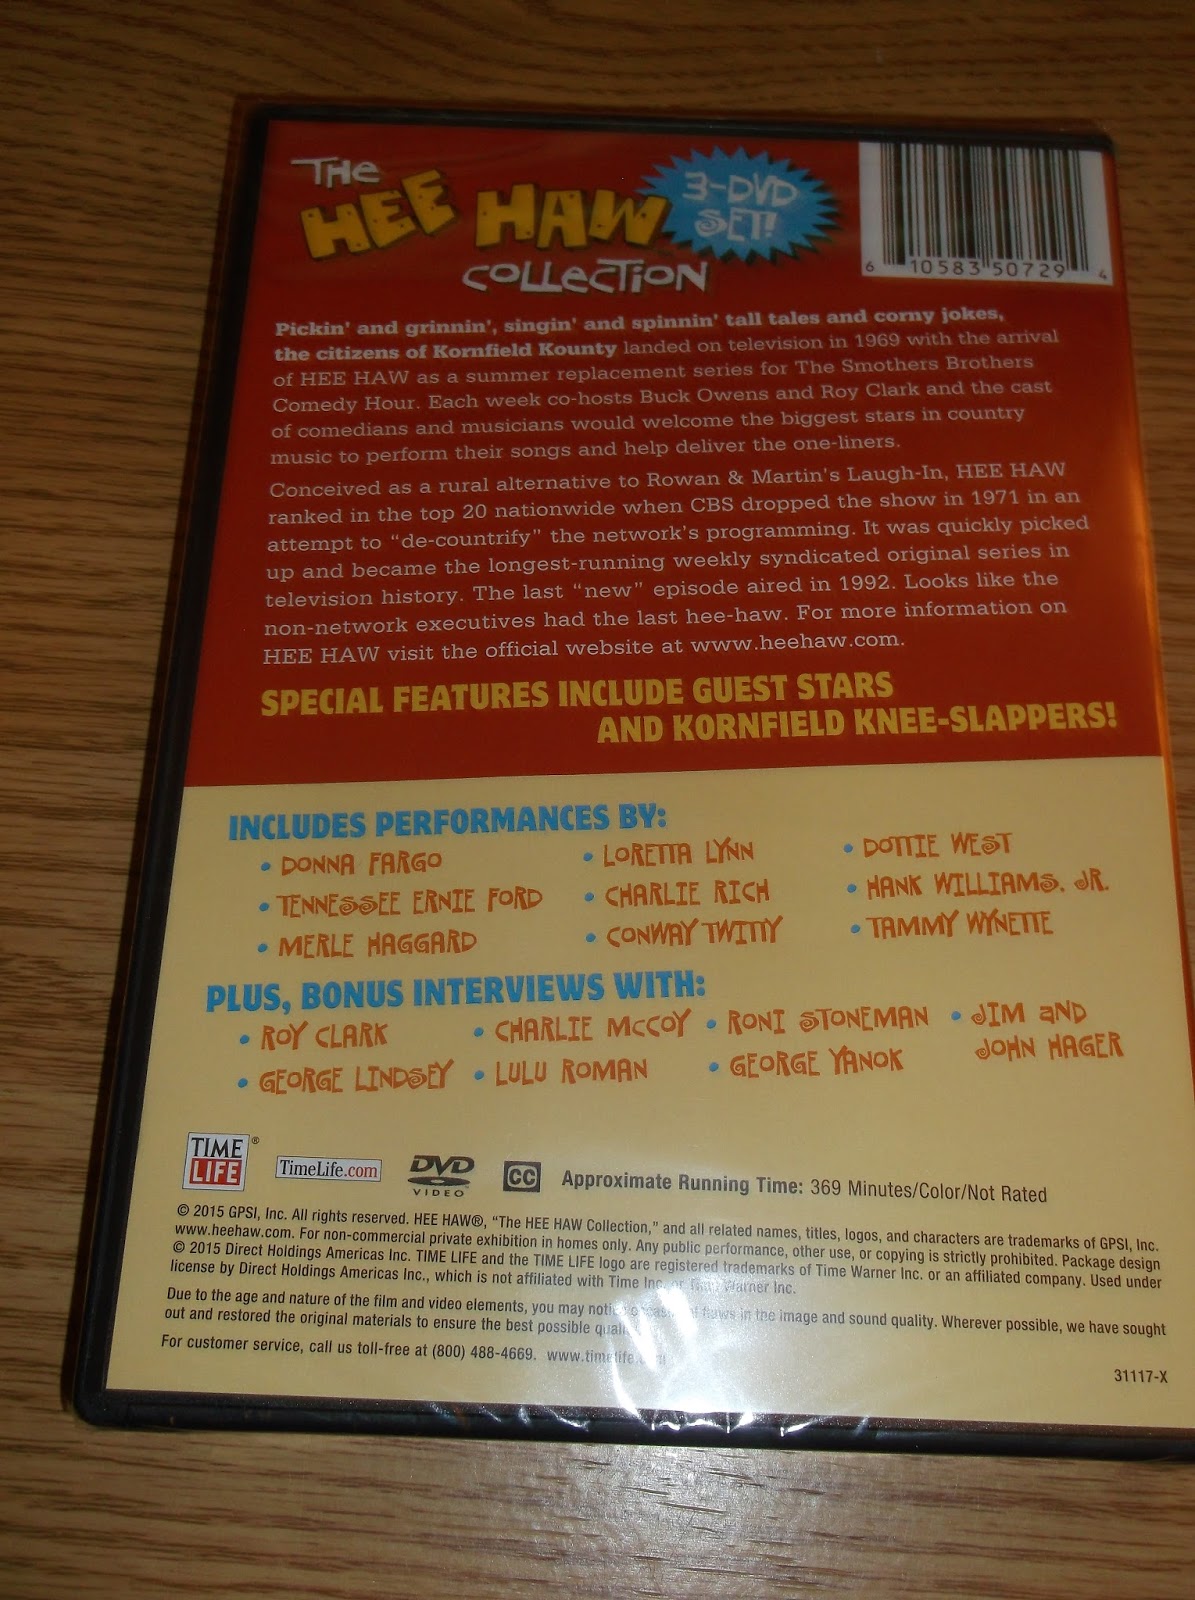 THE
HEE HAW
COLLECTION
3-DVD
SET!
6 10583 50729 4
Pickin' and grinnin', singin' and spinnin' tall tales and corny jokes,
the citizens of Kornfield Kounty landed on television in 1969 with the arrival
of HEE HAW as a summer replacement series for The Smothers Brothers
Comedy Hour. Each week co-hosts Buck Owens and Roy Clark and the cast
of comedians and musicians would welcome the biggest stars in country
music to perform their songs and help deliver the one-liners.
Conceived as a rural alternative to Rowan & Martin's Laugh-In, HEE HAW
ranked in the top 20 nationwide when CBS dropped the show in 1971 in an
attempt to "de-countrify" the network's programming. It was quickly picked
up and became the longest-running weekly syndicated original series in
television history. The last "new" episode aired in 1992. Looks like the
non-network executives had the last hee-haw. For more information on
HEE HAW visit the official website at www.heehaw.com.
SPECIAL FEATURES INCLUDE GUEST STARS
AND KORNFIELD KNEE-SLAPPERS!
INCLUDES PERFORMANCES BY:
• DONNA FARGO • LORETTA LYNN • DOTTIE WEST
• TENNESSEE ERNIE FORD • CHARLIE RICH • HANK WILLIAMS, JR.
• MERLE HAGGARD • CONWAY TWITTY • TAMMY WYNETTE
PLUS, BONUS INTERVIEWS WITH:
• ROY CLARK • CHARLIE McCOY • RONI STONEMAN • JIM AND
JOHN HAGER
• GEORGE LINDSEY • LULU ROMAN • GEORGE YANOK
TIME
LIFE ®
TimeLife.com
DVD
VIDEO
CC
Approximate Running Time: 369 Minutes/Color/Not Rated
© 2015 GPSI, Inc. All rights reserved. HEE HAW®, "The HEE HAW Collection," and all related names, titles, logos, and characters are trademarks of GPSI, Inc.
www.heehaw.com. For non-commercial private exhibition in homes only. Any public performance, other use, or copying is strictly prohibited. Package design
© 2015 Direct Holdings Americas Inc. TIME LIFE and the TIME LIFE logo are registered trademarks of Time Warner Inc. or an affiliated company. Used under
license by Direct Holdings Americas Inc., which is not affiliated with Time Inc. or Time Warner Inc.
Due to the age and nature of the film and video elements, you may notice flaws in the image and sound quality. Wherever possible, we have sought
out and restored the original materials to ensure the best possible
For customer service, call us toll-free at (800) 488-4669. www.timelife.com
31117-X